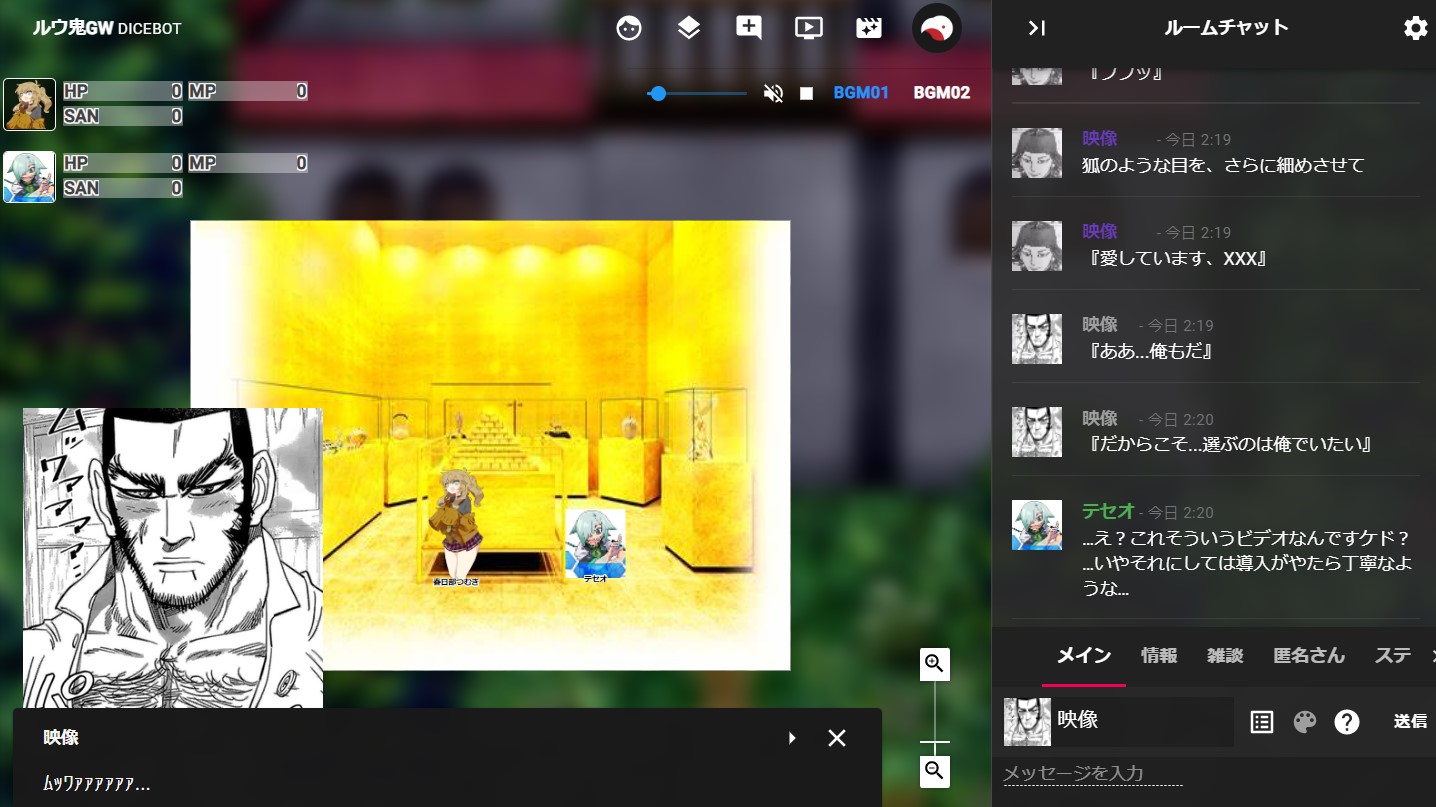 ルウ鬼GW DICEBOT
HP 0 MP 0
SAN 0
HP 0 MP 0
SAN 0
BGM01 BGM02
ムッワァァァ…
春日部つむぎ
テセオ
映像
ﾑｯﾜｧｧｧｧｧｧ...
ルームチャット
『フフッ』
映像 - 今日 2:19
狐のような目を、さらに細めさせて
映像 - 今日 2:19
『愛しています、XXX』
映像 - 今日 2:19
『ああ...俺もだ』
映像 - 今日 2:20
『だからこそ...選ぶのは俺でいたい』
テセオ - 今日 2:20
...え？これそういうビデオなんですケド？
...いやそれにしては導入がやたら丁寧なよ
うな...
メイン 情報 雑談 匿名さん ステ
映像
送信
メッセージを入力